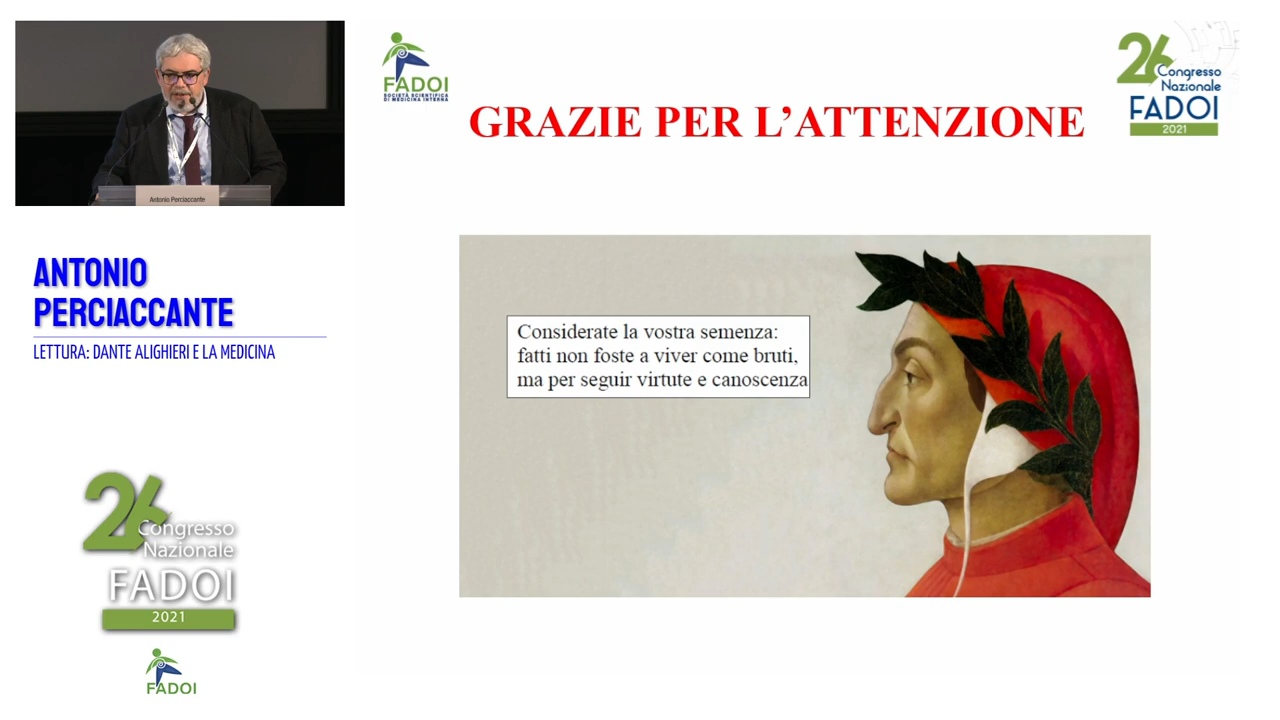 Antonio Perciaccante
ANTONIO
PERCIACCANTE
LETTURA: DANTE ALIGHIERI E LA MEDICINA
26
Congresso
Nazionale
FADOI
2021
FADOI
FADOI
SOCIETÀ SCIENTIFICA
DI MEDICINA INTERNA
26
Congresso
Nazionale
FADOI
2021
GRAZIE PER L’ATTENZIONE
Considerate la vostra semenza:
fatti non foste a viver come bruti,
ma per seguir virtute e canoscenza